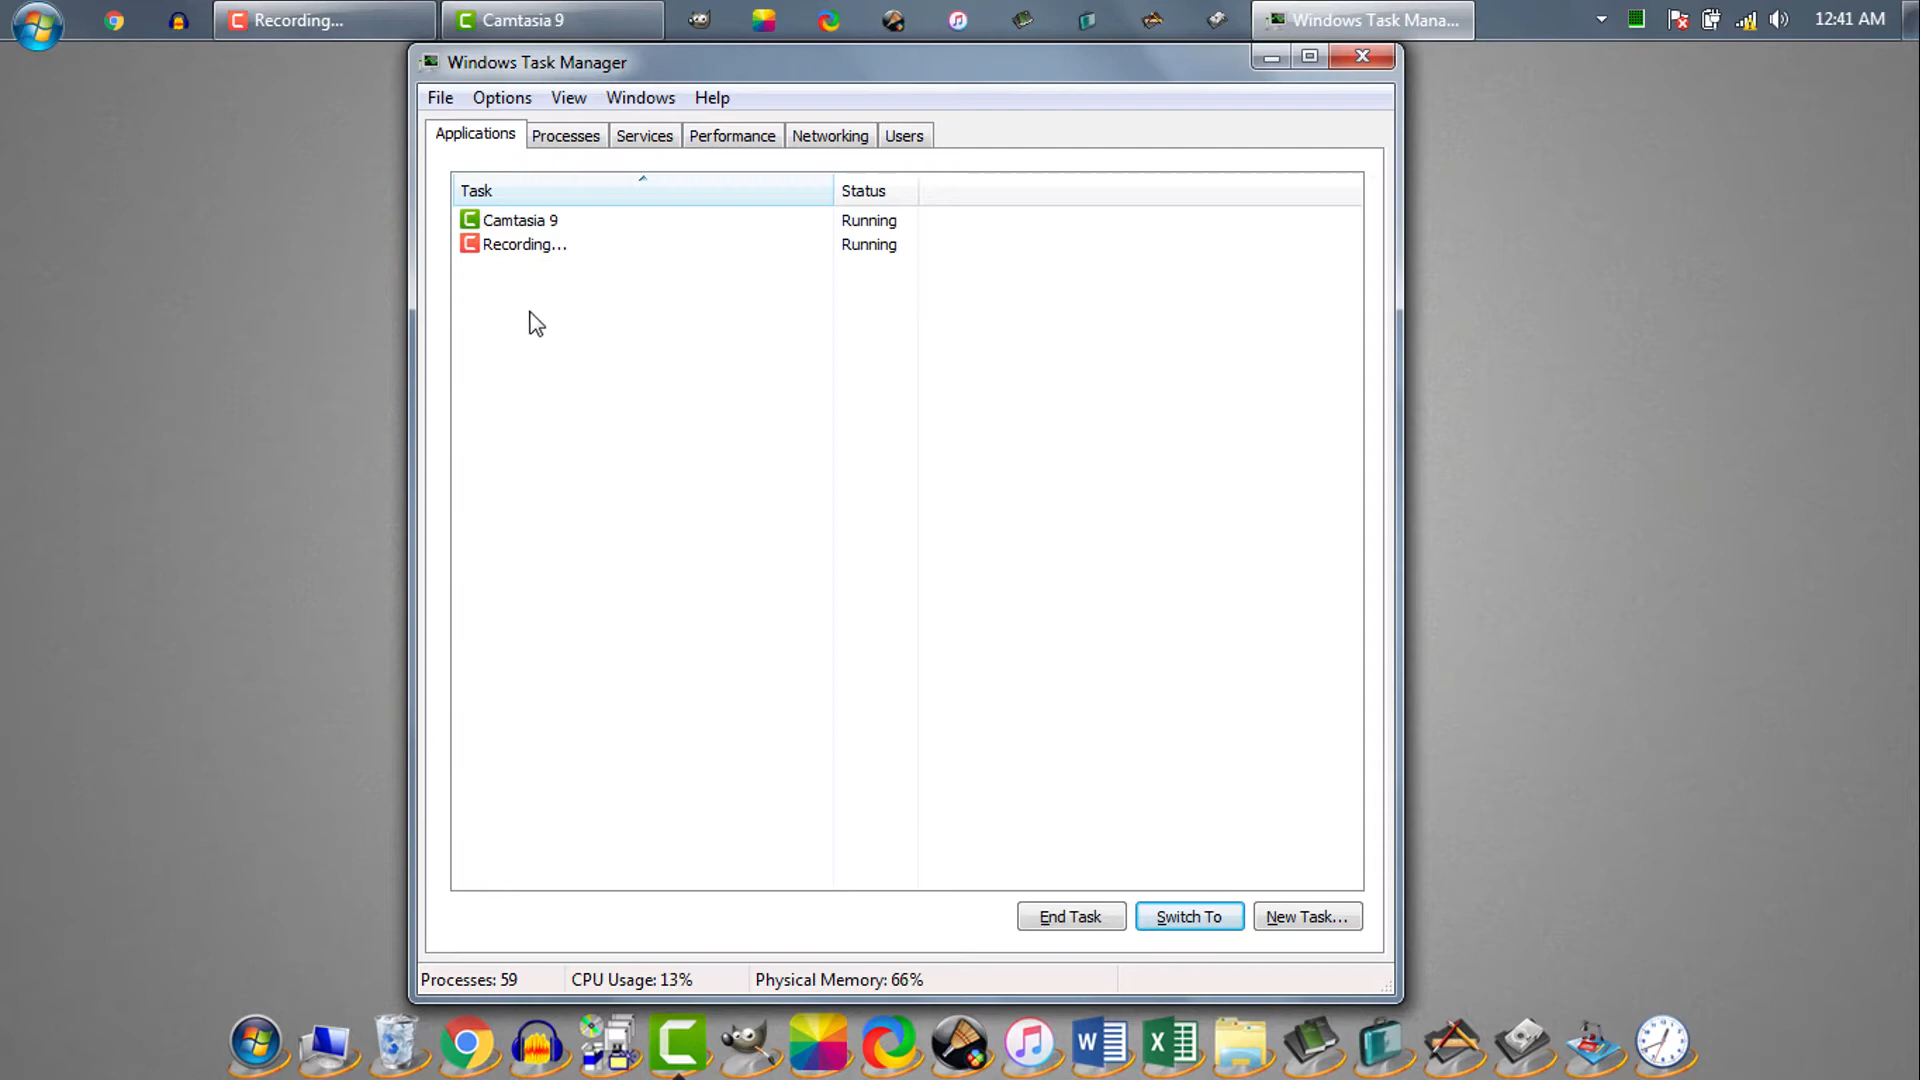 Recording...
Camtasia 9
Windows Task Mana...
12:41 AM
Windows Task Manager
File Options View Windows Help
Applications Processes Services Performance Networking Users
Task Status
Camtasia 9 Running
Recording... Running
End Task Switch To New Task...
Processes: 59 CPU Usage: 13% Physical Memory: 66%